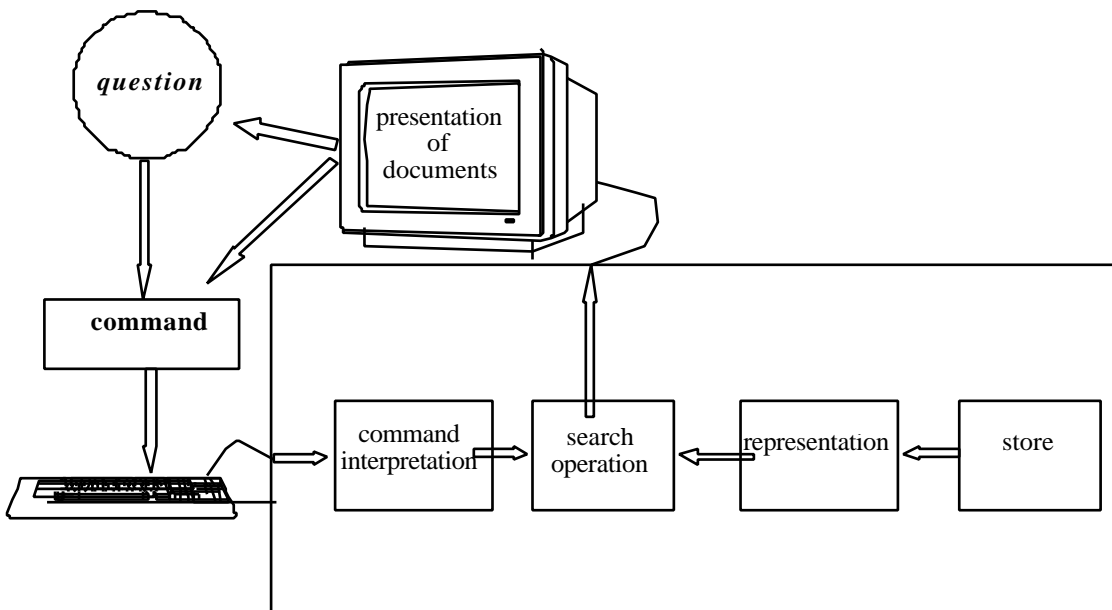 question
presentation
of
documents
command
command
interpretation
search
operation
representation
store